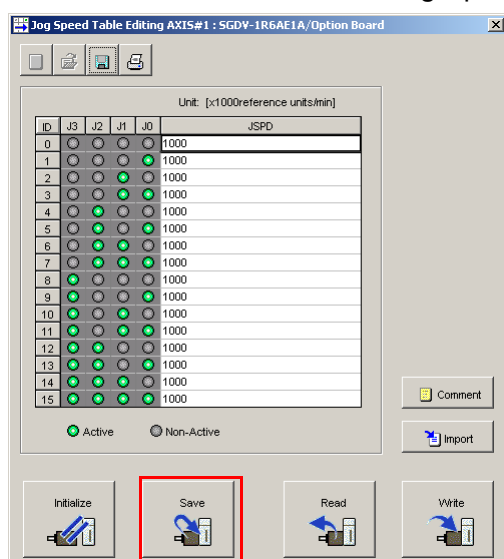 Jog Speed Table Editing AXIS#1 : SGDV-1R6AE1A/Option Board
Unit: [x1000reference units/min]
ID J3 J2 J1 J0 JSPD
0 1000
1 1000
2 1000
3 1000
4 1000
5 1000
6 1000
7 1000
8 1000
9 1000
10 1000
11 1000
12 1000
13 1000
14 1000
15 1000
Active Non-Active
Comment
Import
Initialize Save Read Write